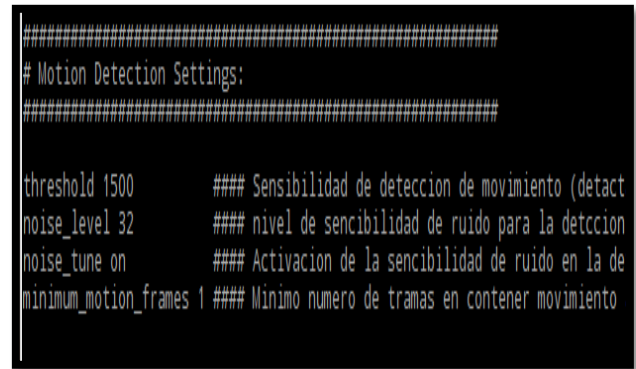 ############################################################
# Motion Detection Settings:
############################################################
threshold 1500 #### Sensibilidad de deteccion de movimiento (detact
noise_level 32 #### nivel de sencibilidad de ruido para la detccion
noise_tune on #### Activacion de la sencibilidad de ruido en la de
minimum_motion_frames 1 #### Minimo numero de tramas en contener movimiento